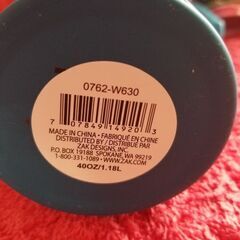 0762-W630
7 07849 14920 3
MADE IN CHINA • FABRIQUÉ EN CHINE
DISTRIBUTED BY / DISTRIBUÉ PAR
ZAK DESIGNS, INC.
P.O. BOX 19188 SPOKANE, WA 99219
1-800-331-1089 • WWW.ZAK.COM
40OZ/1.18L